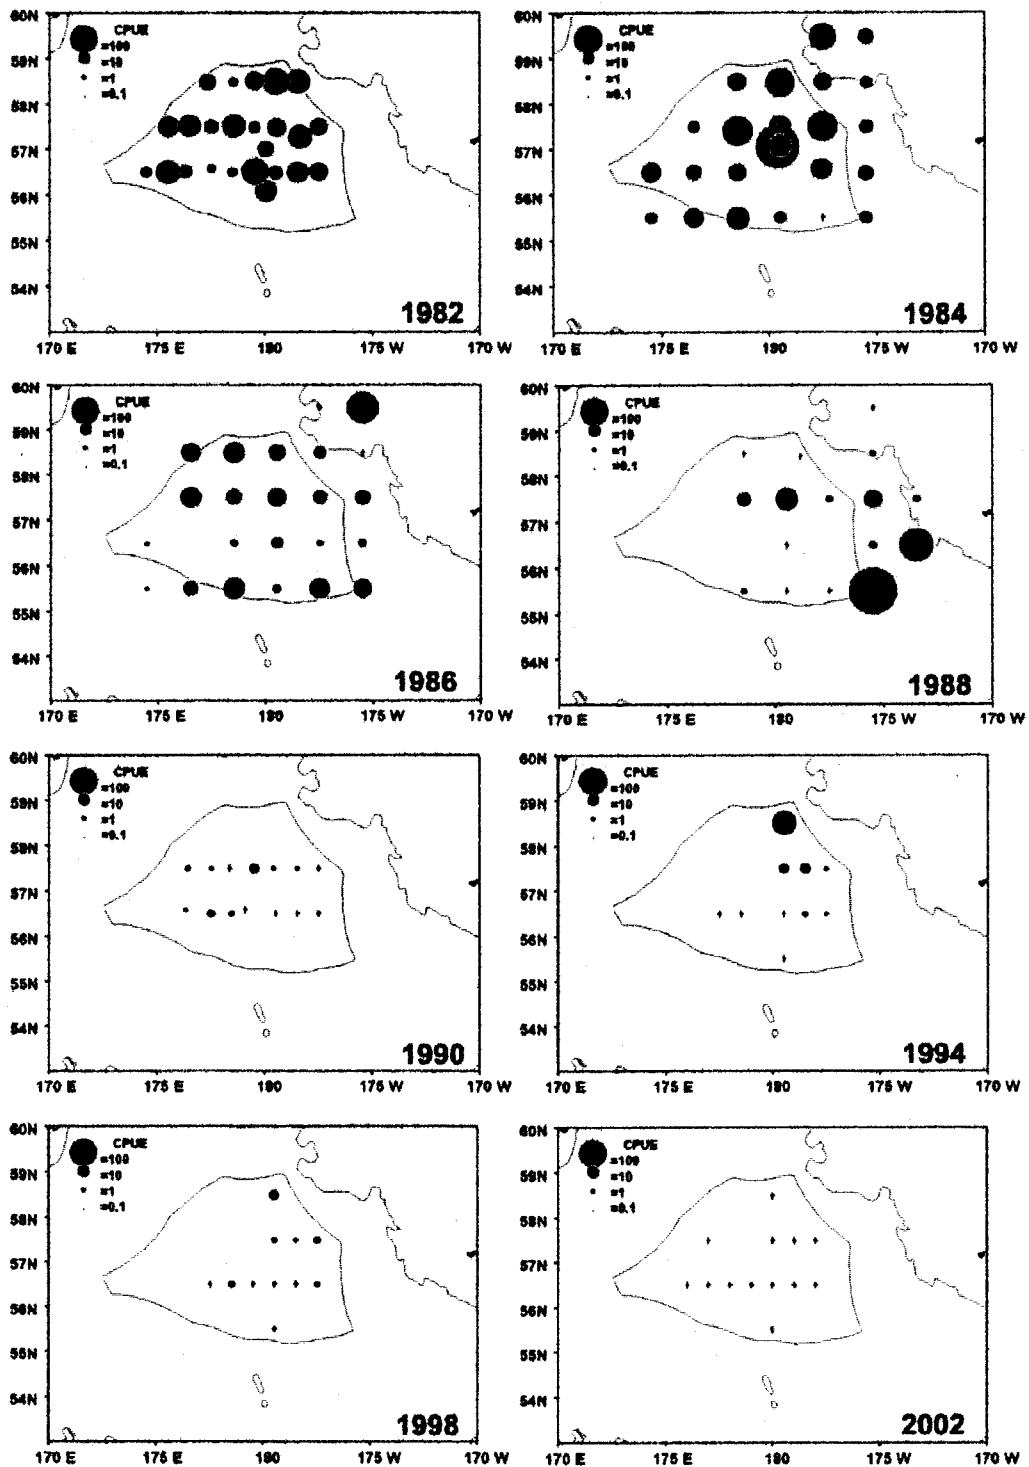 60N
59N
58N
57N
56N
55N
54N
CPUE
=100
=10
=1
=0.1
1982
170 E 175 E 180 175 W 170 W
60N
59N
58N
57N
56N
55N
54N
CPUE
=100
=10
=1
=0.1
1984
170 E 175 E 180 175 W 170 W
60N
59N
58N
57N
56N
55N
54N
CPUE
=100
=10
=1
=0.1
1986
170 E 175 E 180 175 W 170 W
60N
59N
58N
57N
56N
55N
54N
CPUE
=100
=10
=1
=0.1
1988
170 E 175 E 180 175 W 170 W
60N
59N
58N
57N
56N
55N
54N
CPUE
=100
=10
=1
=0.1
1990
170 E 175 E 180 175 W 170 W
60N
59N
58N
57N
56N
55N
54N
CPUE
=100
=10
=1
=0.1
1994
170 E 175 E 180 175 W 170 W
60N
59N
58N
57N
56N
55N
54N
CPUE
=100
=10
=1
=0.1
1998
170 E 175 E 180 175 W 170 W
60N
59N
58N
57N
56N
55N
54N
CPUE
=100
=10
=1
=0.1
2002
170 E 175 E 180 175 W 170 W